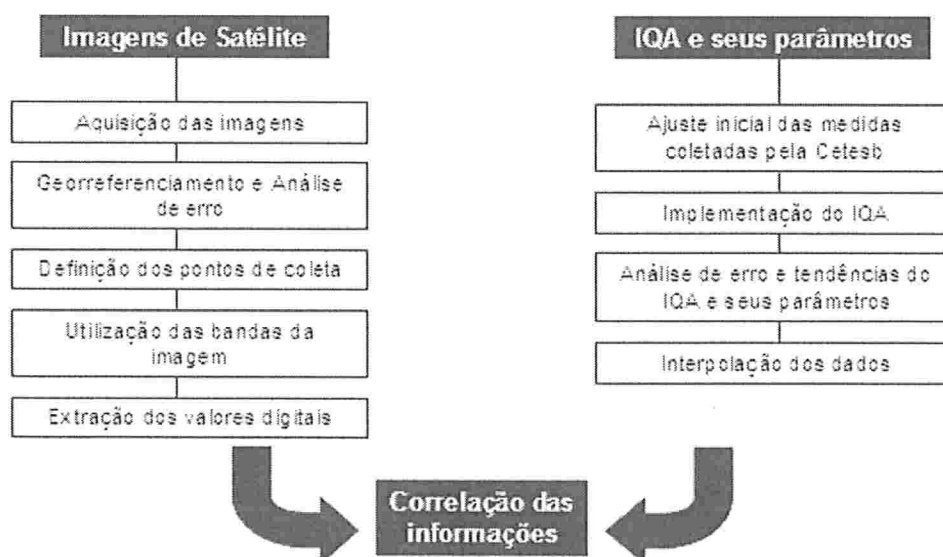 Imagens de Satélite
Aquisição das imagens
Georreferenciamento e Análise
de erro
Definição dos pontos de coleta
Utilização das bandas da
imagem
Extração dos valores digitais
IQA e seus parâmetros
Ajuste inicial das medidas
coletadas pela Cetesb
Implementação do IQA
Análise de erro e tendências do
IQA e seus parâmetros
Interpolação dos dados
Correlação das
informações